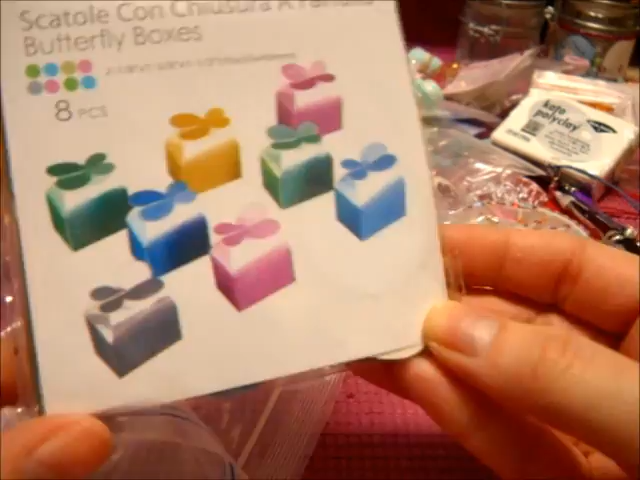 Scatole Con Chiusura A Farfalla
Butterfly Boxes
8 PCS
kato
polyclay